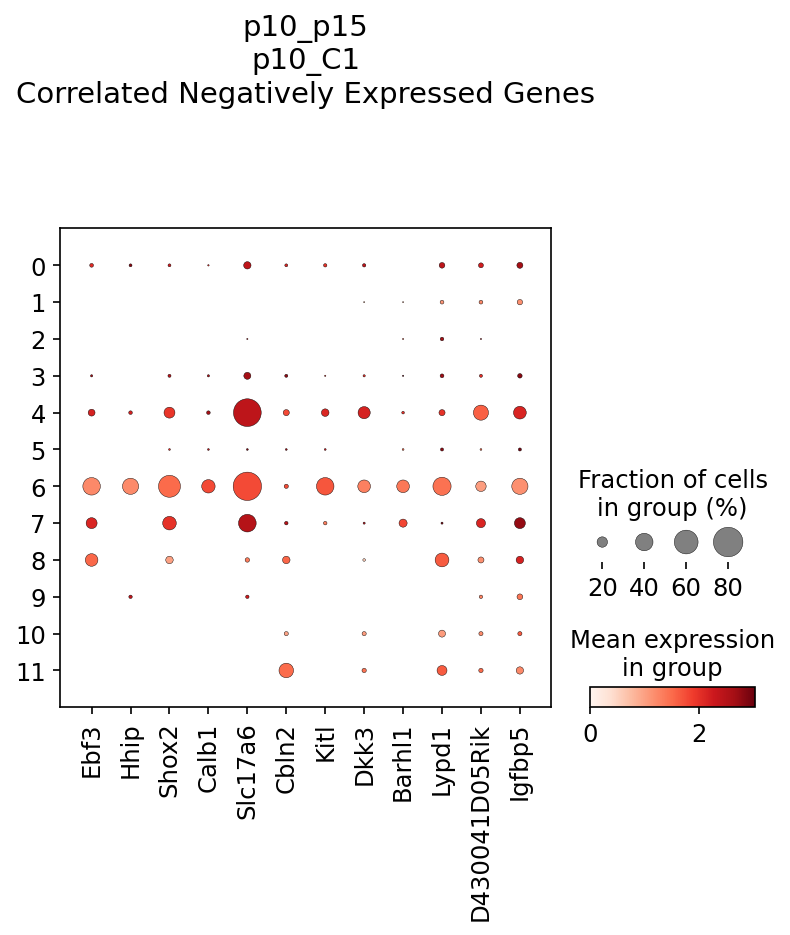 p10_p15
p10_C1
Correlated Negatively Expressed Genes
0
1
2
3
4
5
6
7
8
9
10
11
Ebf3
Hhip
Shox2
Calb1
Slc17a6
Cbln2
Kitl
Dkk3
Barhl1
Lypd1
D430041D05Rik
Igfbp5
Fraction of cells
in group (%)
20 40 60 80
Mean expression
in group
0 2